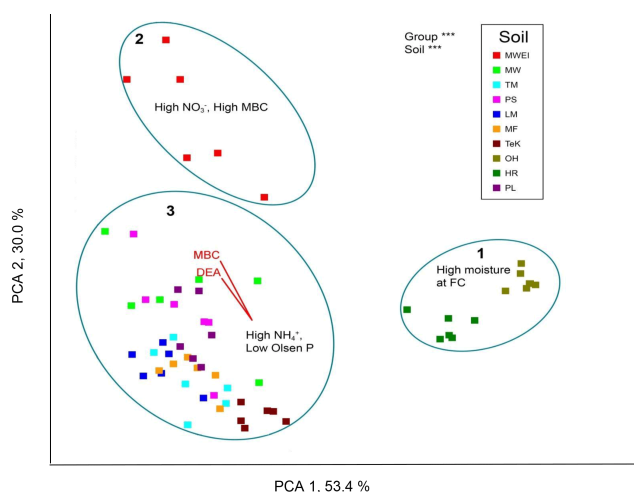 2
Group ***
Soil ***
Soil
MWEI
MW
TM
PS
LM
MF
TeK
OH
HR
PL
High NO₃⁻, High MBC
3
MBC
DEA
High NH₄⁺,
Low Olsen P
1
High moisture
at FC
PCA 2, 30.0 %
PCA 1, 53.4 %